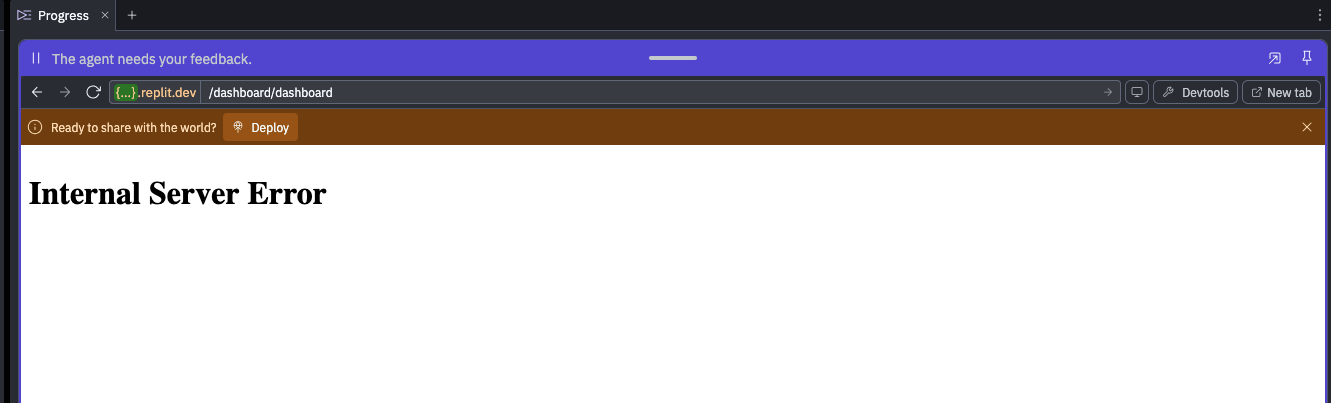 Progress
The agent needs your feedback.
{...}.replit.dev /dashboard/dashboard Devtools New tab
Ready to share with the world? Deploy
Internal Server Error